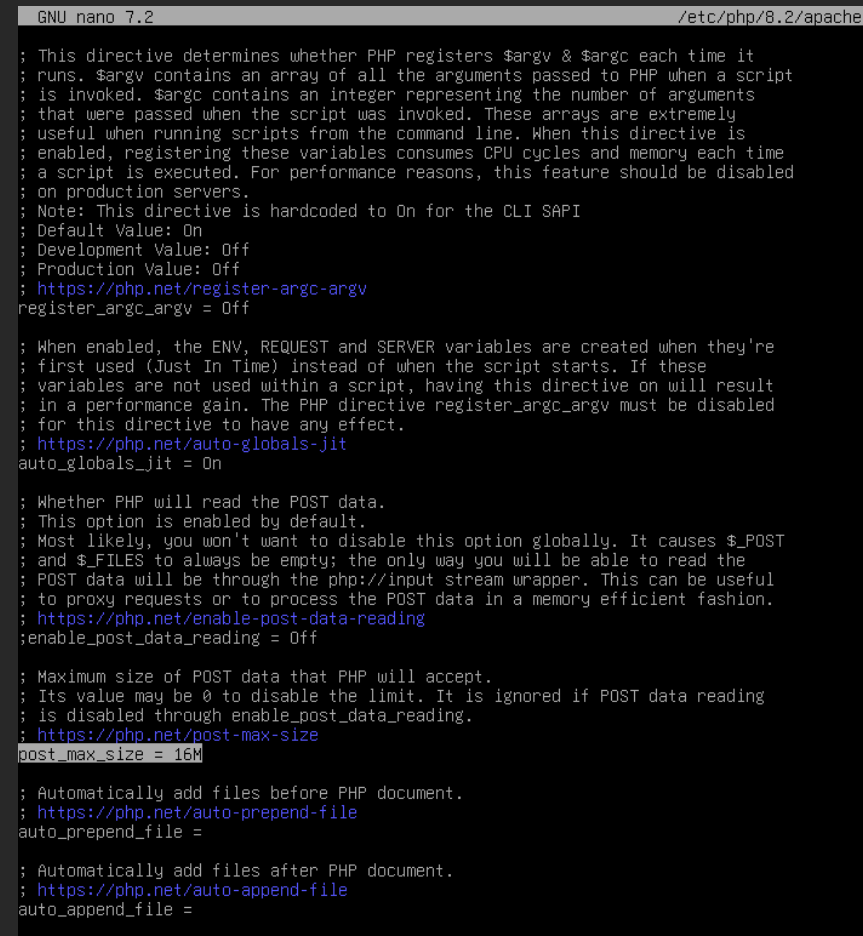 GNU nano 7.2 /etc/php/8.2/apache
; This directive determines whether PHP registers $argv & $argc each time it
; runs. $argv contains an array of all the arguments passed to PHP when a script
; is invoked. $argc contains an integer representing the number of arguments
; that were passed when the script was invoked. These arrays are extremely
; useful when running scripts from the command line. When this directive is
; enabled, registering these variables consumes CPU cycles and memory each time
; a script is executed. For performance reasons, this feature should be disabled
; on production servers.
; Note: This directive is hardcoded to On for the CLI SAPI
; Default Value: On
; Development Value: Off
; Production Value: Off
; https://php.net/register-argc-argv
register_argc_argv = Off
; When enabled, the ENV, REQUEST and SERVER variables are created when they're
; first used (Just In Time) instead of when the script starts. If these
; variables are not used within a script, having this directive on will result
; in a performance gain. The PHP directive register_argc_argv must be disabled
; for this directive to have any effect.
; https://php.net/auto-globals-jit
auto_globals_jit = On
; Whether PHP will read the POST data.
; This option is enabled by default.
; Most likely, you won't want to disable this option globally. It causes $_POST
; and $_FILES to always be empty; the only way you will be able to read the
; POST data will be through the php://input stream wrapper. This can be useful
; to proxy requests or to process the POST data in a memory efficient fashion.
; https://php.net/enable-post-data-reading
;enable_post_data_reading = Off
; Maximum size of POST data that PHP will accept.
; Its value may be 0 to disable the limit. It is ignored if POST data reading
; is disabled through enable_post_data_reading.
; https://php.net/post-max-size
post_max_size = 16M
; Automatically add files before PHP document.
; https://php.net/auto-prepend-file
auto_prepend_file =
; Automatically add files after PHP document.
; https://php.net/auto-append-file
auto_append_file =